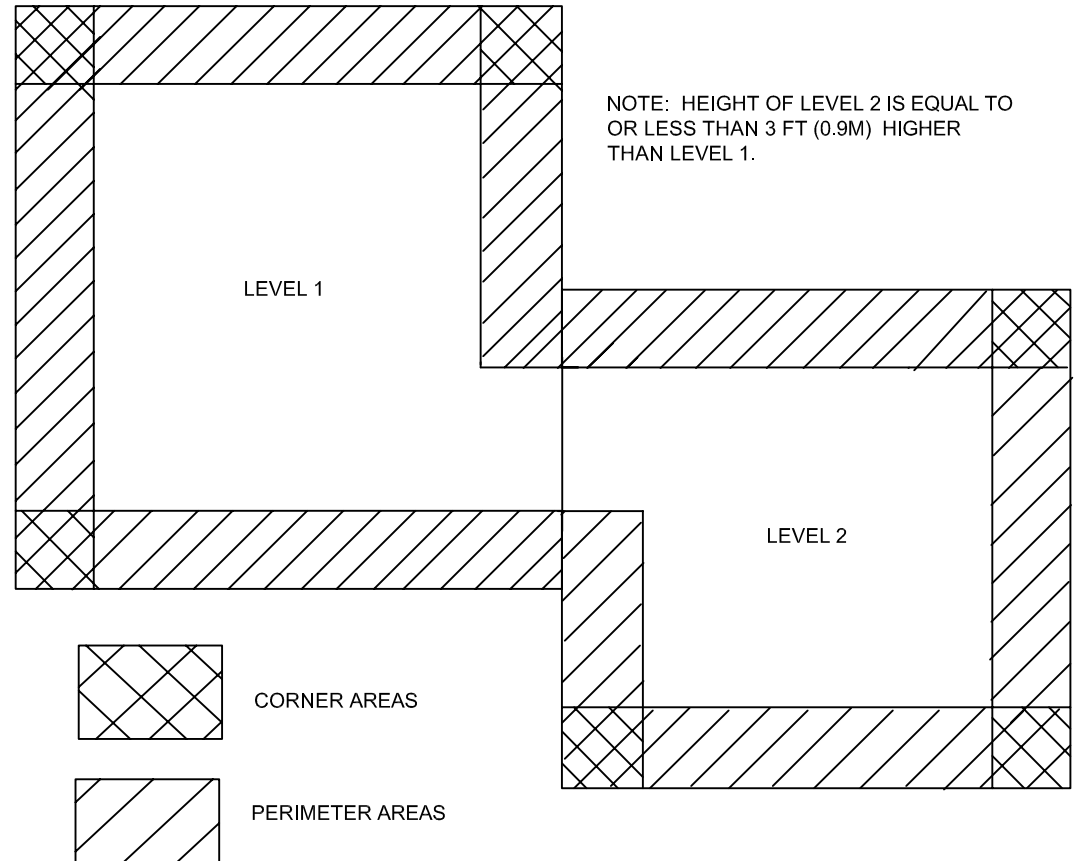 NOTE: HEIGHT OF LEVEL 2 IS EQUAL TO
OR LESS THAN 3 FT (0.9M) HIGHER
THAN LEVEL 1.
LEVEL 1
LEVEL 2
CORNER AREAS
PERIMETER AREAS